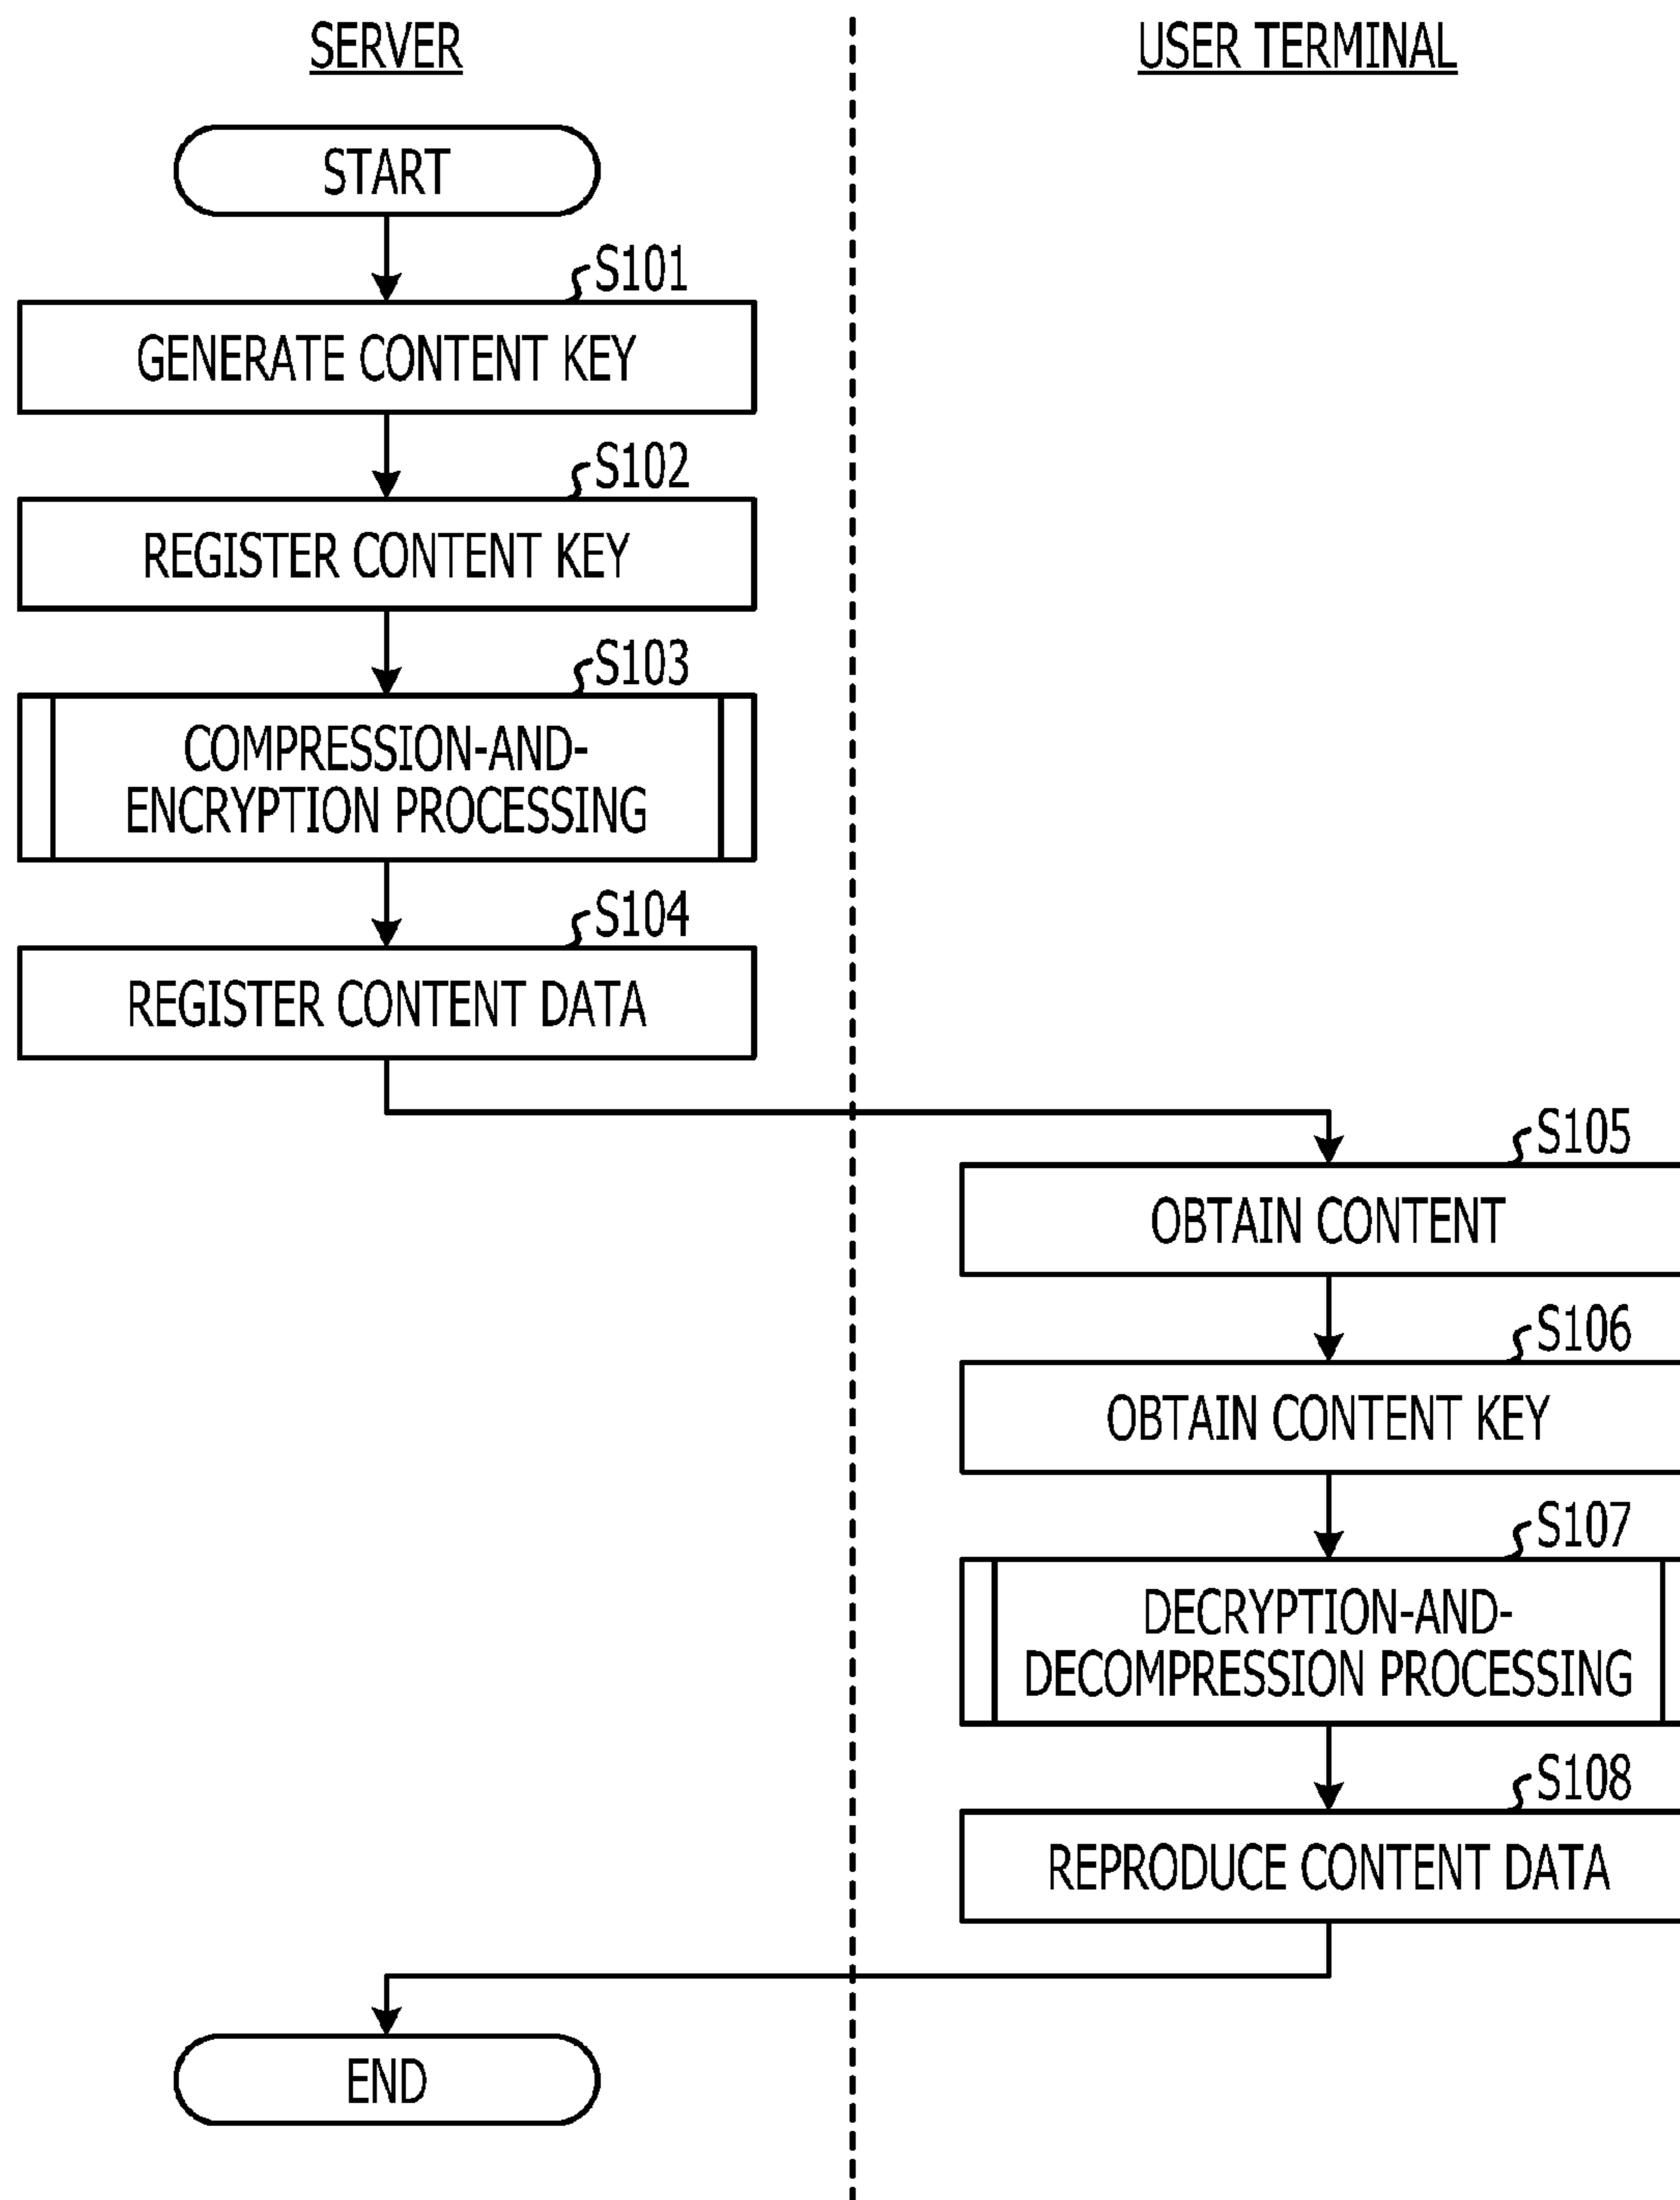 SERVER
USER TERMINAL
START
S101
GENERATE CONTENT KEY
S102
REGISTER CONTENT KEY
S103
COMPRESSION-AND-
ENCRYPTION PROCESSING
S104
REGISTER CONTENT DATA
S105
OBTAIN CONTENT
S106
OBTAIN CONTENT KEY
S107
DECRYPTION-AND-
DECOMPRESSION PROCESSING
S108
REPRODUCE CONTENT DATA
END